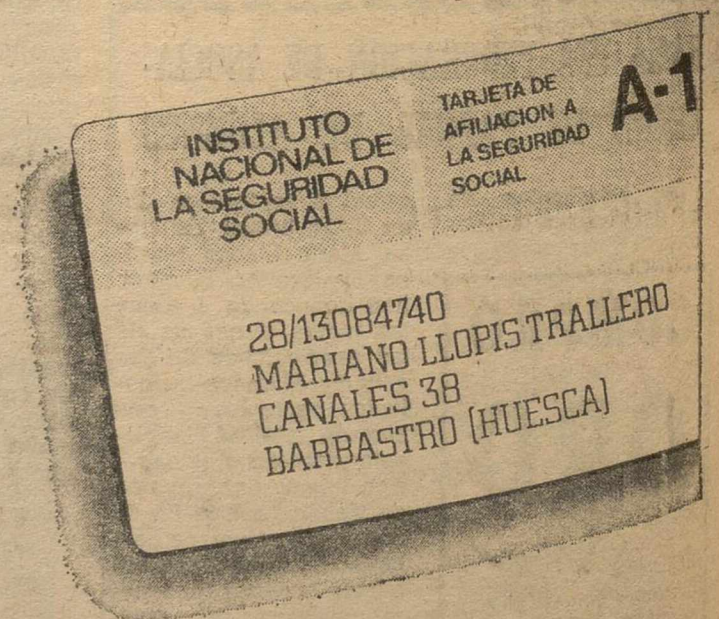 INSTITUTO
NACIONAL DE
LA SEGURIDAD
SOCIAL
TARJETA DE
AFILIACION A
LA SEGURIDAD
SOCIAL
A-1
28/13084740
MARIANO LLOPIS TRALLERO
CANALES 38
BARBASTRO (HUESCA)